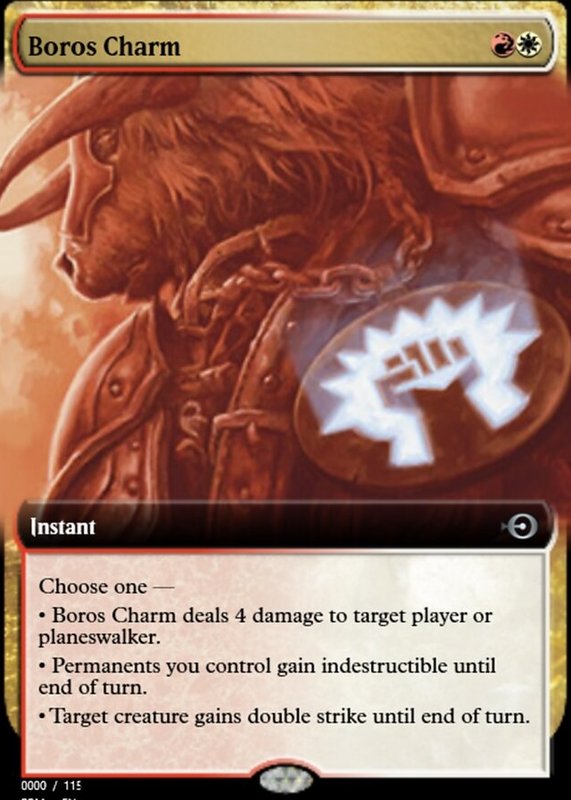 Boros Charm
Instant
Choose one —
• Boros Charm deals 4 damage to target player or
planeswalker.
• Permanents you control gain indestructible until
end of turn.
• Target creature gains double strike until end of turn.
0000 / 115